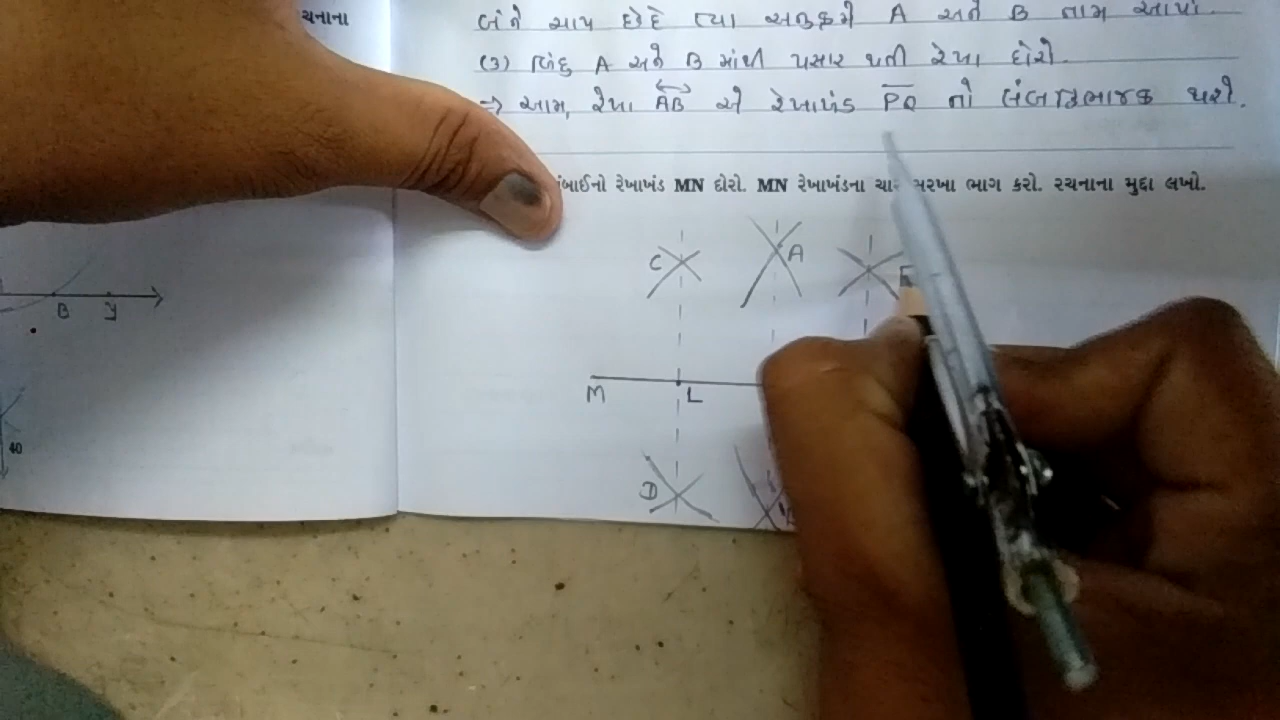 ચનાના
બંને ચાપ છેદે ત્યાં અનુક્રમે A અને B નામ આપો.
(૩) બિંદુ A અને B માંથી પસાર થતી રેખા દોરો.
⇒ આમ, રેખા AB એ રેખાખંડ PQ નો લંબદ્વિભાજક થશે.
બાઈનો રેખાખંડ MN દોરો. MN રેખાખંડના ચાર સરખા ભાગ કરો. રચનાના મુદ્દા લખો.
C A
B y
M L
D
40